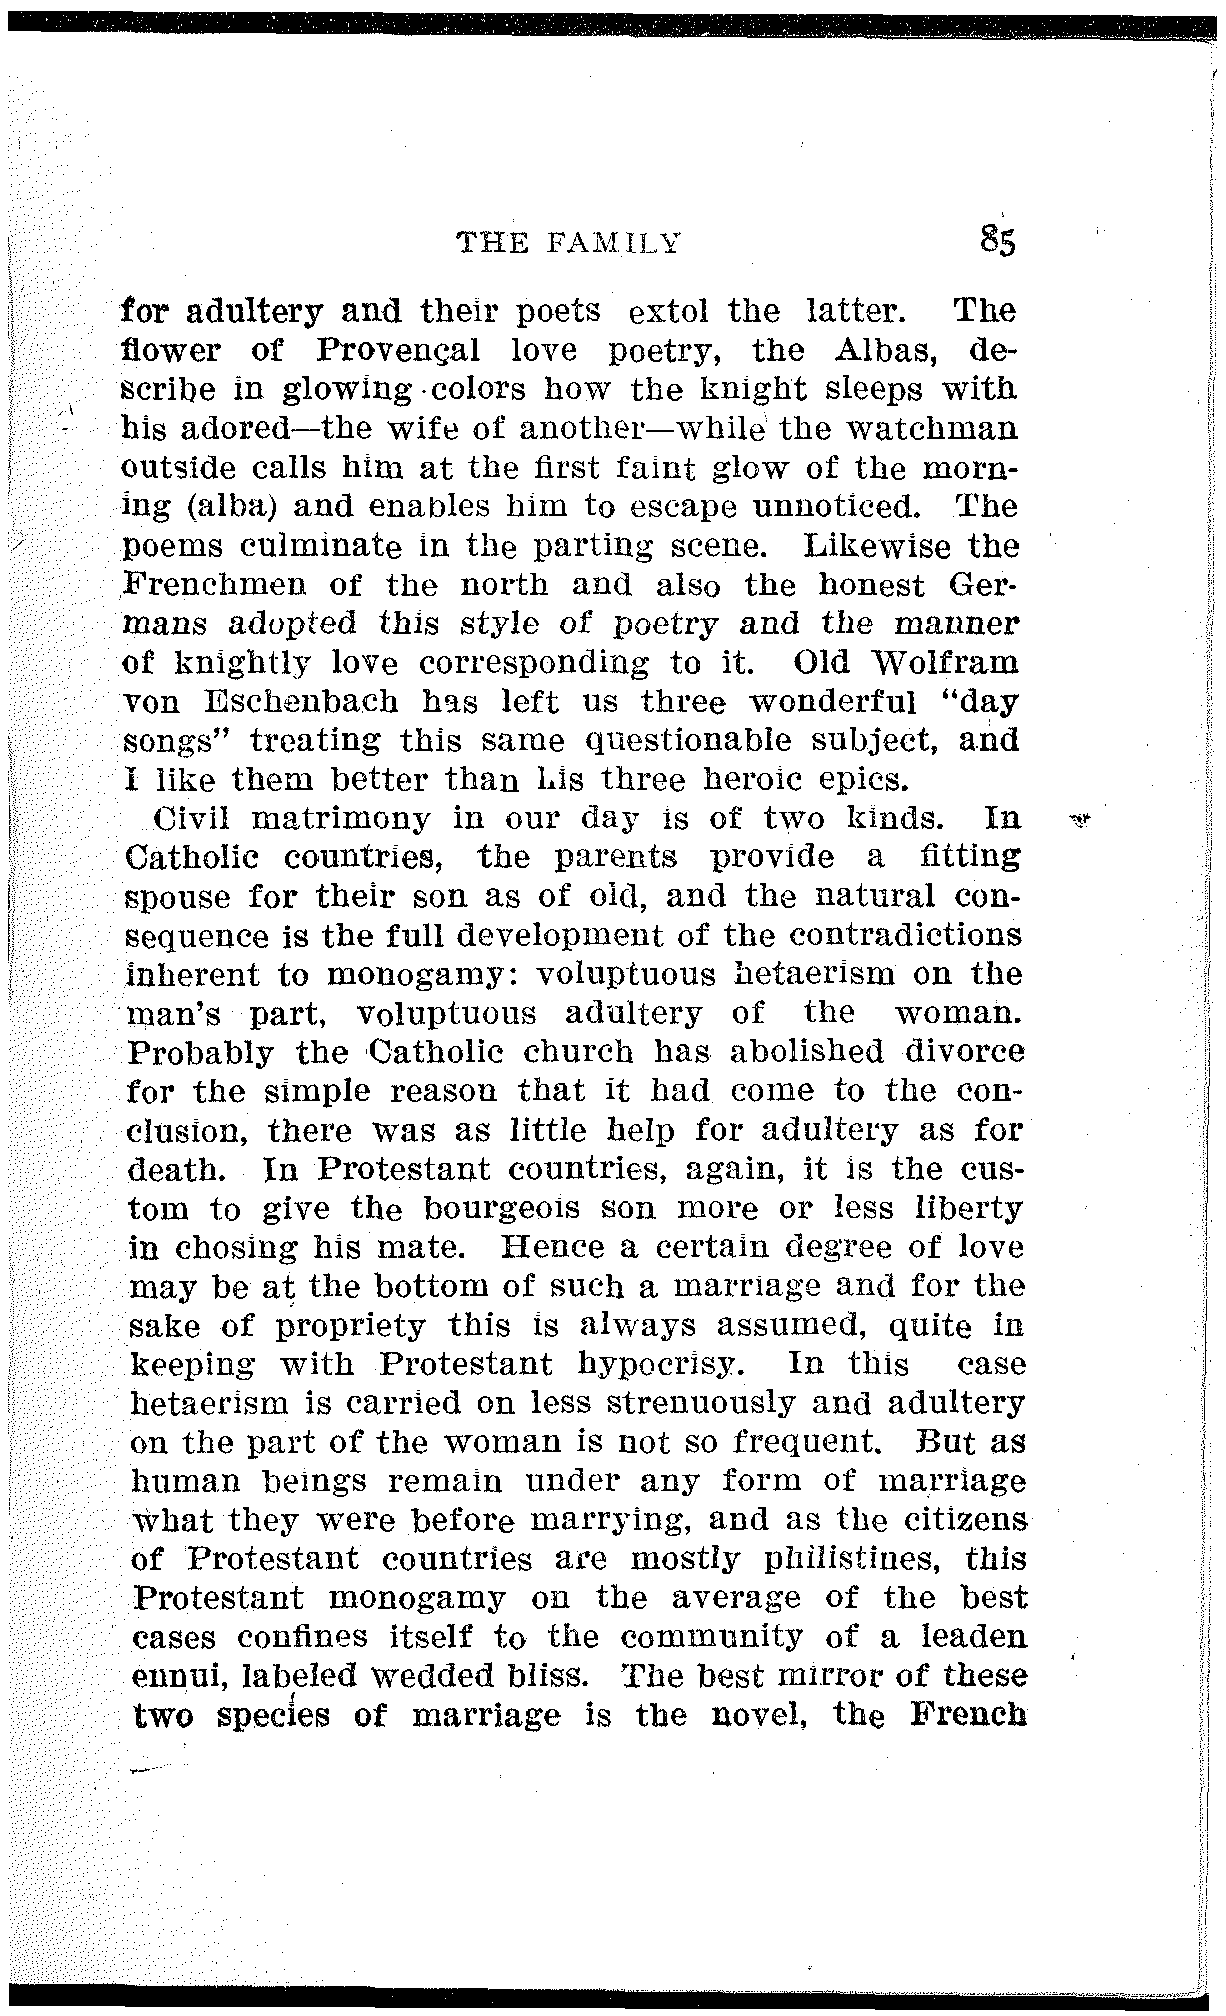 THE FAMILY 85
for adultery and their poets extol the latter. The
flower of Provençal love poetry, the Albas, de-
scribe in glowing colors how the knight sleeps with
his adored—the wife of another—while the watchman
outside calls him at the first faint glow of the morn-
ing (alba) and enables him to escape unnoticed. The
poems culminate in the parting scene. Likewise the
Frenchmen of the north and also the honest Ger-
mans adopted this style of poetry and the manner
of knightly love corresponding to it. Old Wolfram
von Eschenbach has left us three wonderful “day
songs” treating this same questionable subject, and
I like them better than his three heroic epics.
Civil matrimony in our day is of two kinds. In
Catholic countries, the parents provide a fitting
spouse for their son as of old, and the natural con-
sequence is the full development of the contradictions
inherent to monogamy: voluptuous hetaerism on the
man's part, voluptuous adultery of the woman.
Probably the Catholic church has abolished divorce
for the simple reason that it had come to the con-
clusion, there was as little help for adultery as for
death. In Protestant countries, again, it is the cus-
tom to give the bourgeois son more or less liberty
in chosing his mate. Hence a certain degree of love
may be at the bottom of such a marriage and for the
sake of propriety this is always assumed, quite in
keeping with Protestant hypocrisy. In this case
hetaerism is carried on less strenuously and adultery
on the part of the woman is not so frequent. But as
human beings remain under any form of marriage
what they were before marrying, and as the citizens
of Protestant countries are mostly philistines, this
Protestant monogamy on the average of the best
cases confines itself to the community of a leaden
ennui, labeled wedded bliss. The best mirror of these
two species of marriage is the novel, the French